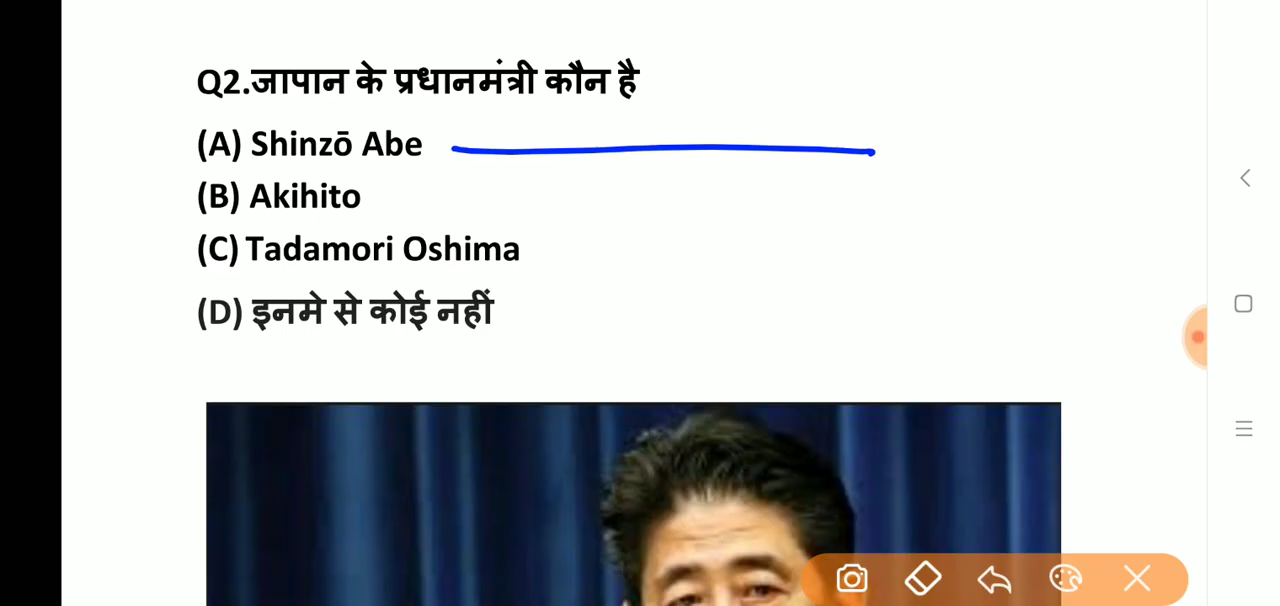 Q2.जापान के प्रधानमंत्री कौन है
(A) Shinzō Abe
(B) Akihito
(C) Tadamori Oshima
(D) इनमे से कोई नहीं